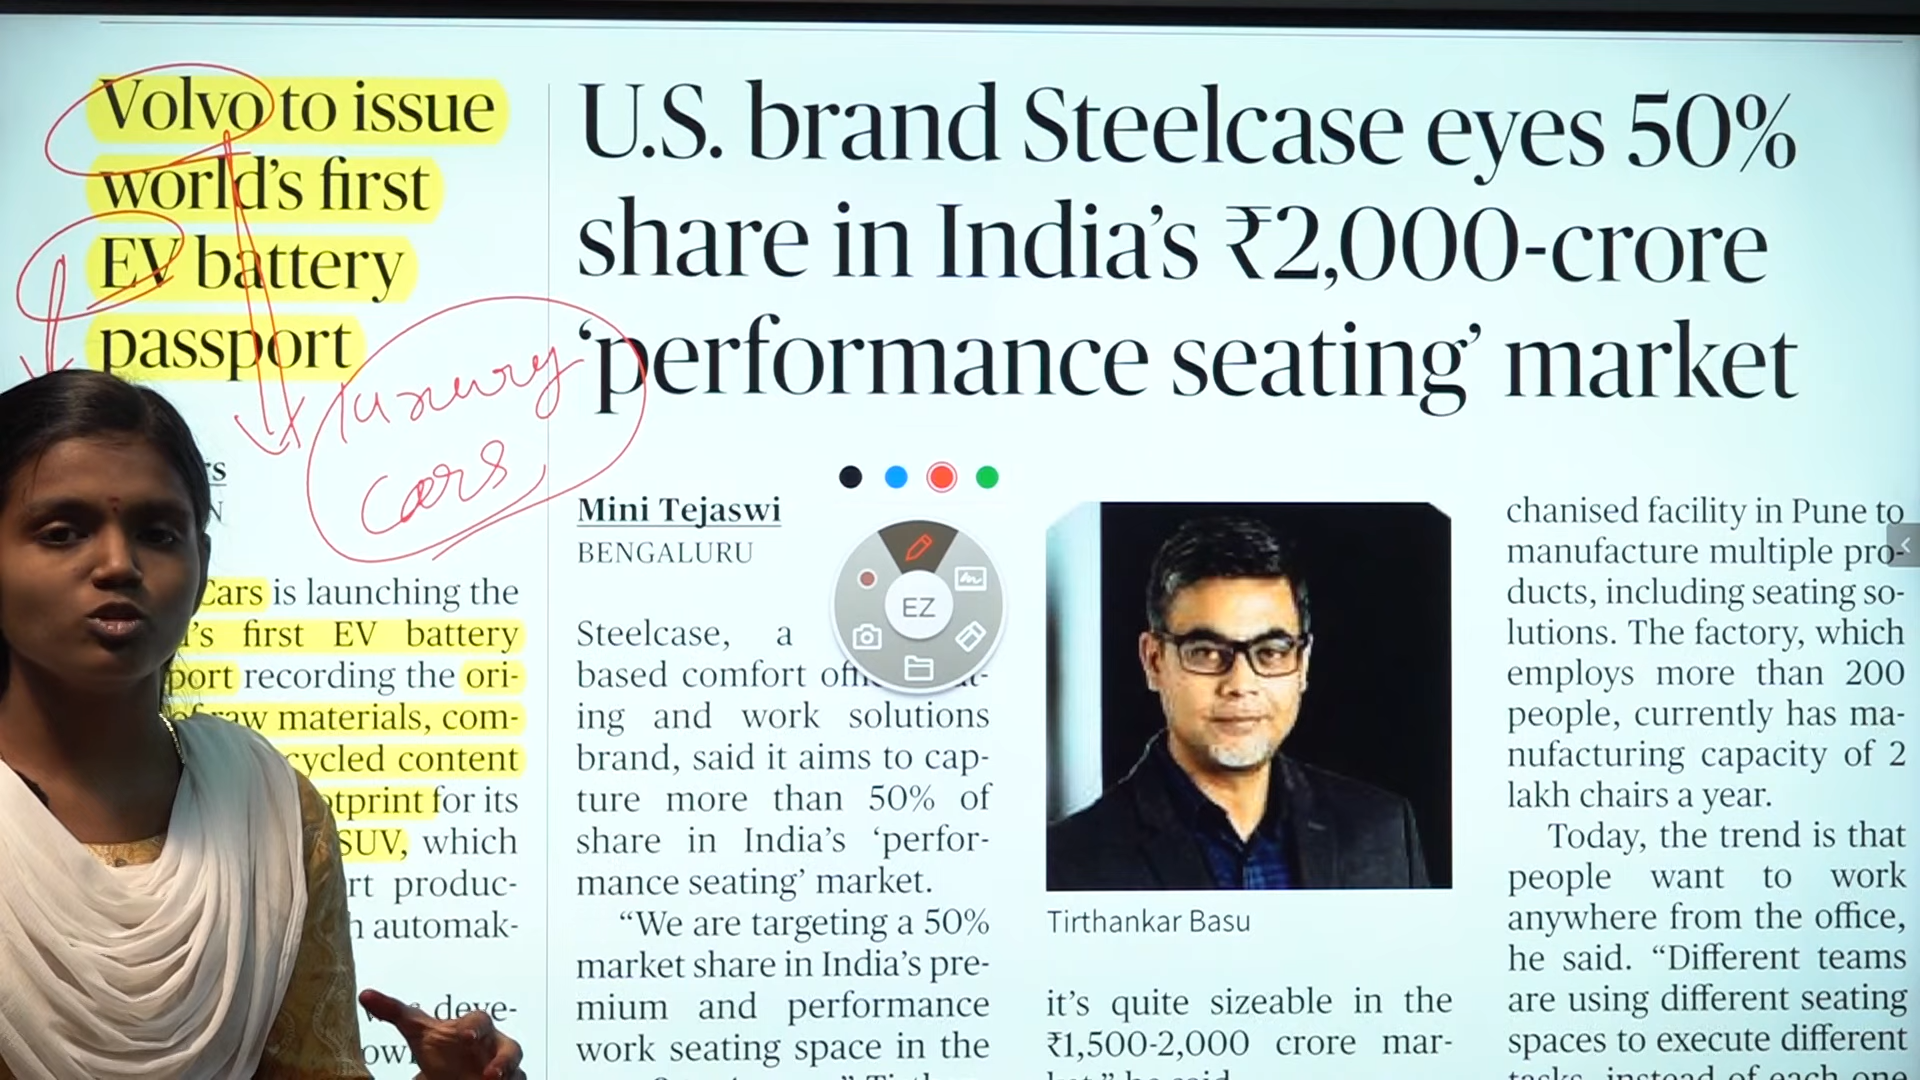 Volvo to issue
world's first
EV battery
passport
luxury
cars
Cars is launching the
first EV battery
recording the ori-
raw materials, com-
content
for its
SUV, which
produc-
automak-
deve-
U.S. brand Steelcase eyes 50%
share in India's ₹2,000-crore
'performance seating' market
Mini Tejaswi
BENGALURU
EZ
Steelcase, a
based comfort
ing and work solutions
brand, said it aims to cap-
ture more than 50% of
share in India's 'perfor-
mance seating' market.
"We are targeting a 50%
market share in India's pre-
mium and performance
work seating space in the
Tirthankar Basu
it's quite sizeable in the
₹1,500-2,000 crore mar-
chanised facility in Pune to
manufacture multiple pro-
ducts, including seating so-
lutions. The factory, which
employs more than 200
people, currently has ma-
nufacturing capacity of 2
lakh chairs a year.
Today, the trend is that
people want to work
anywhere from the office,
he said. "Different teams
are using different seating
spaces to execute different
tasks, instead of each one